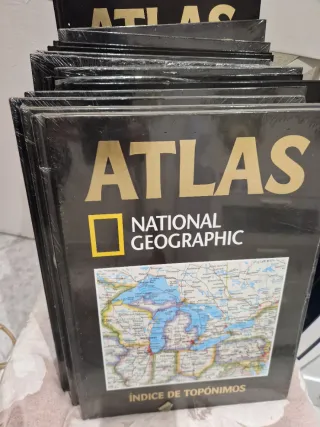 ATLAS
ATLAS
NATIONAL
GEOGRAPHIC
ÍNDICE DE TOPÓNIMOS